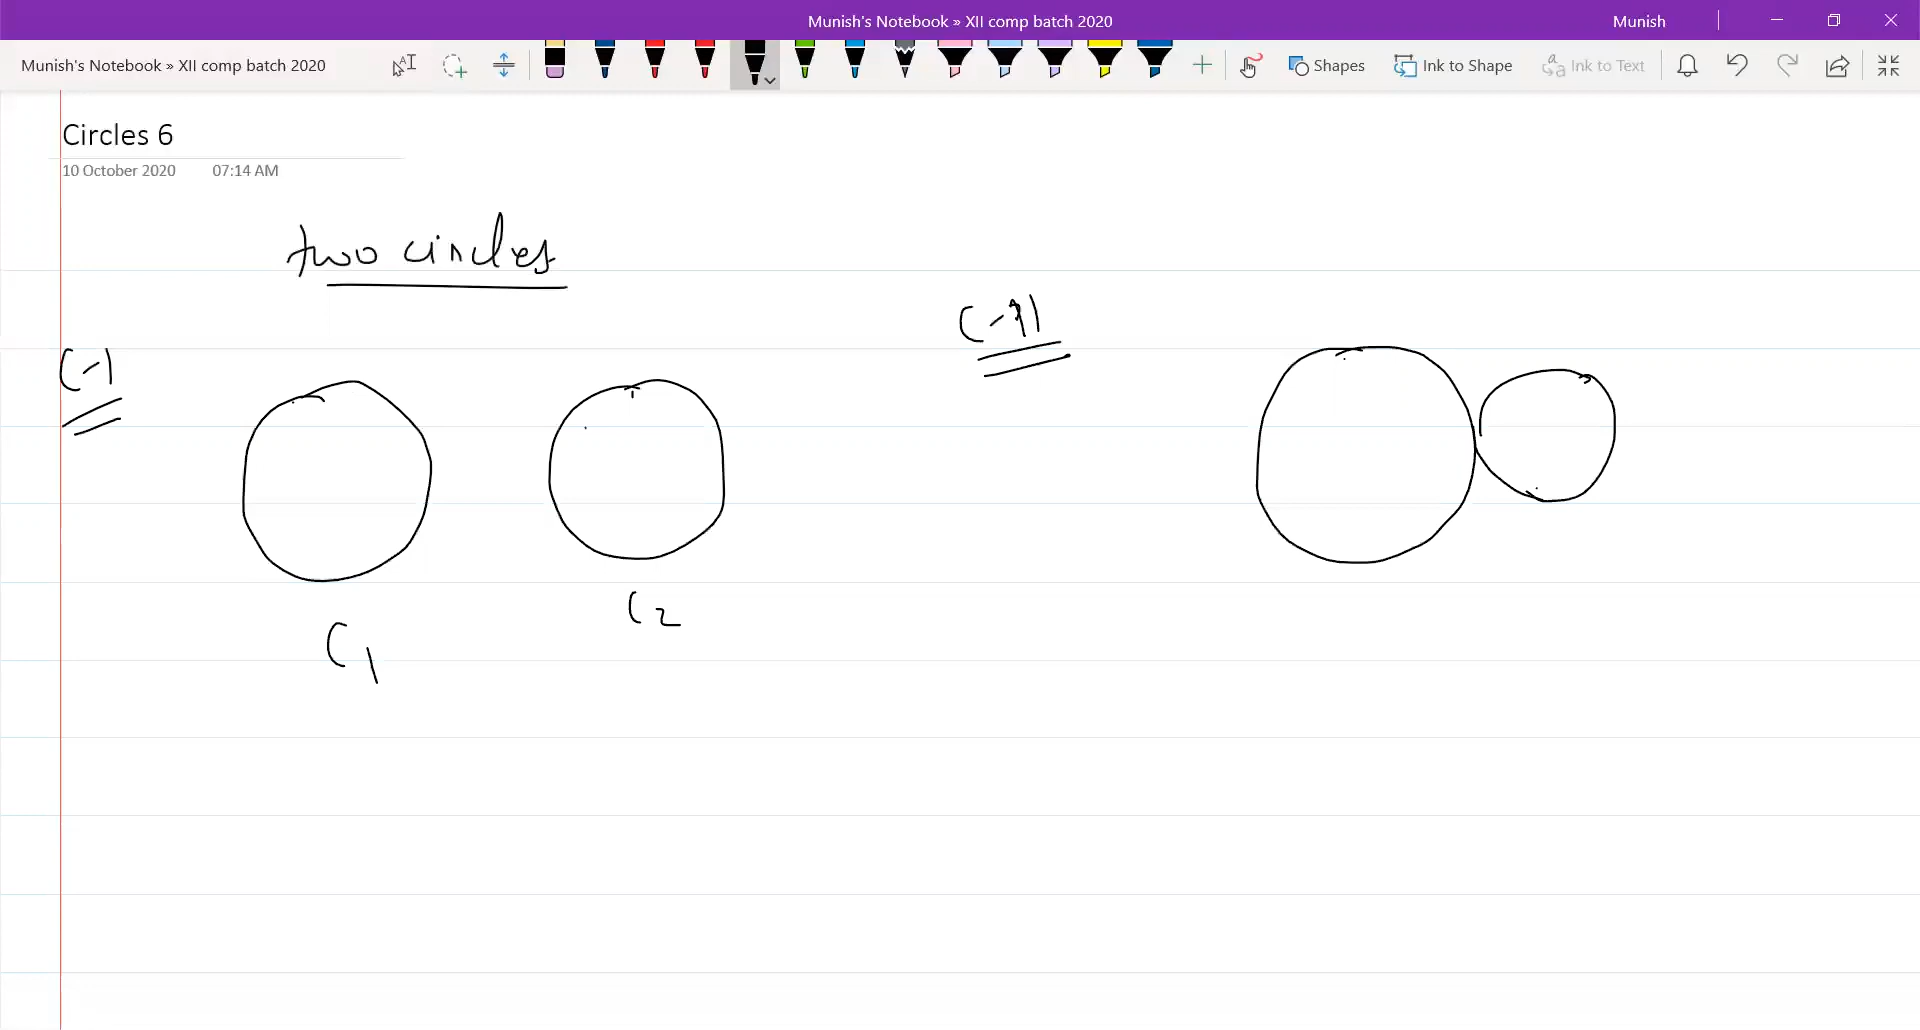 Munish's Notebook » XII comp batch 2020
Munish
Munish's Notebook » XII comp batch 2020
Shapes
Ink to Shape
Ink to Text
Circles 6
10 October 2020 07:14 AM
two circles
C-I
C-II
C1
C2